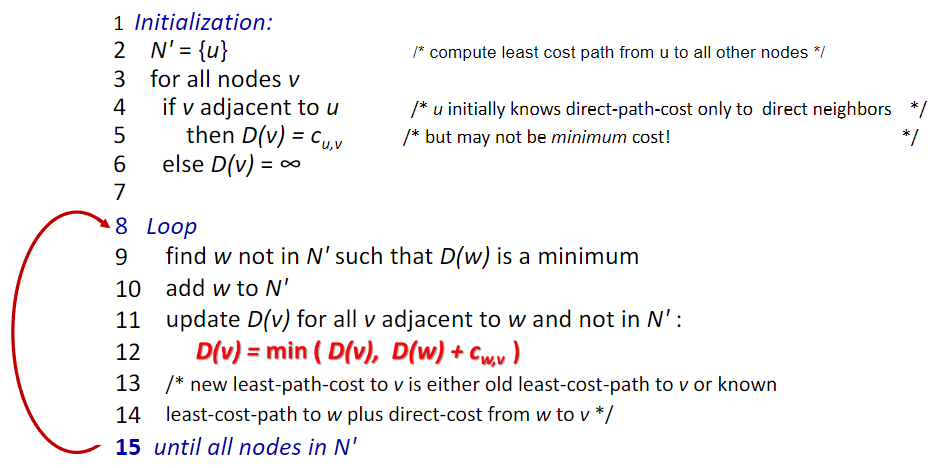 1 Initialization:
2 N' = {u} /* compute least cost path from u to all other nodes */
3 for all nodes v
4 if v adjacent to u /* u initially knows direct-path-cost only to direct neighbors */
5 then D(v) = cu,v /* but may not be minimum cost! */
6 else D(v) = ∞
7
8 Loop
9 find w not in N' such that D(w) is a minimum
10 add w to N'
11 update D(v) for all v adjacent to w and not in N' :
12 D(v) = min ( D(v), D(w) + cw,v )
13 /* new least-path-cost to v is either old least-cost-path to v or known
14 least-cost-path to w plus direct-cost from w to v */
15 until all nodes in N'